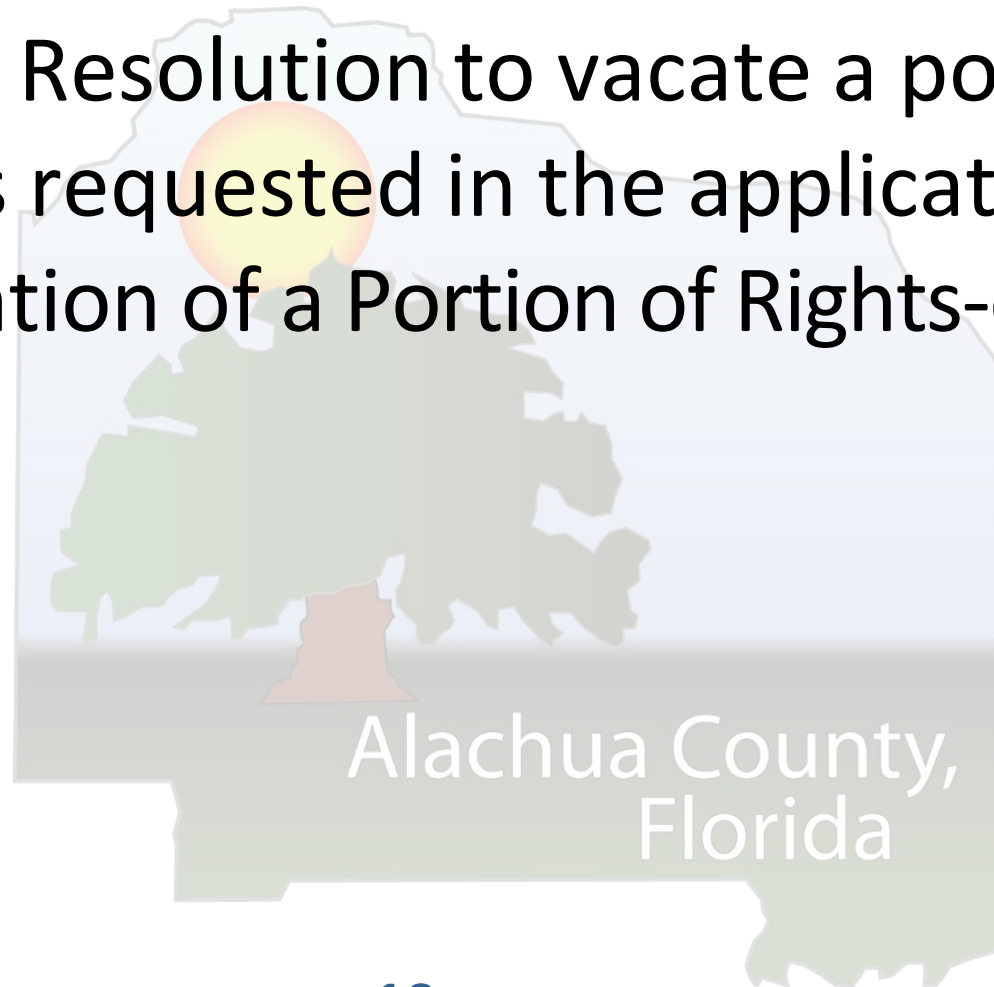 Resolution to vacate a po
s requested in the applicat
tion of a Portion of Rights-
Alachua County,
Florida